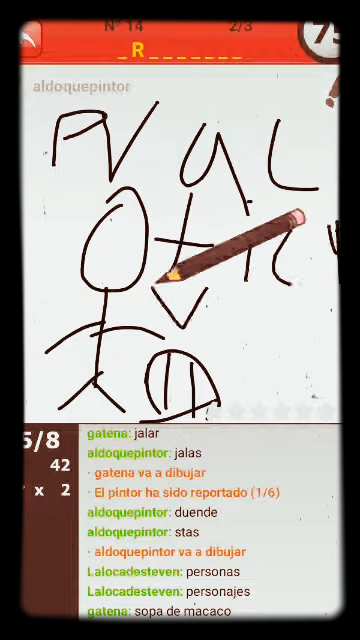 Nº 14
2/3
_R_______
aldoquepintor
5/8
42
x 2
gatena: jalar
aldoquepintor: jalas
· gatena va a dibujar
· El pintor ha sido reportado (1/6)
aldoquepintor: duende
aldoquepintor: stas
· aldoquepintor va a dibujar
Lalocadesteven: personas
Lalocadesteven: personajes
gatena: sopa de macaco